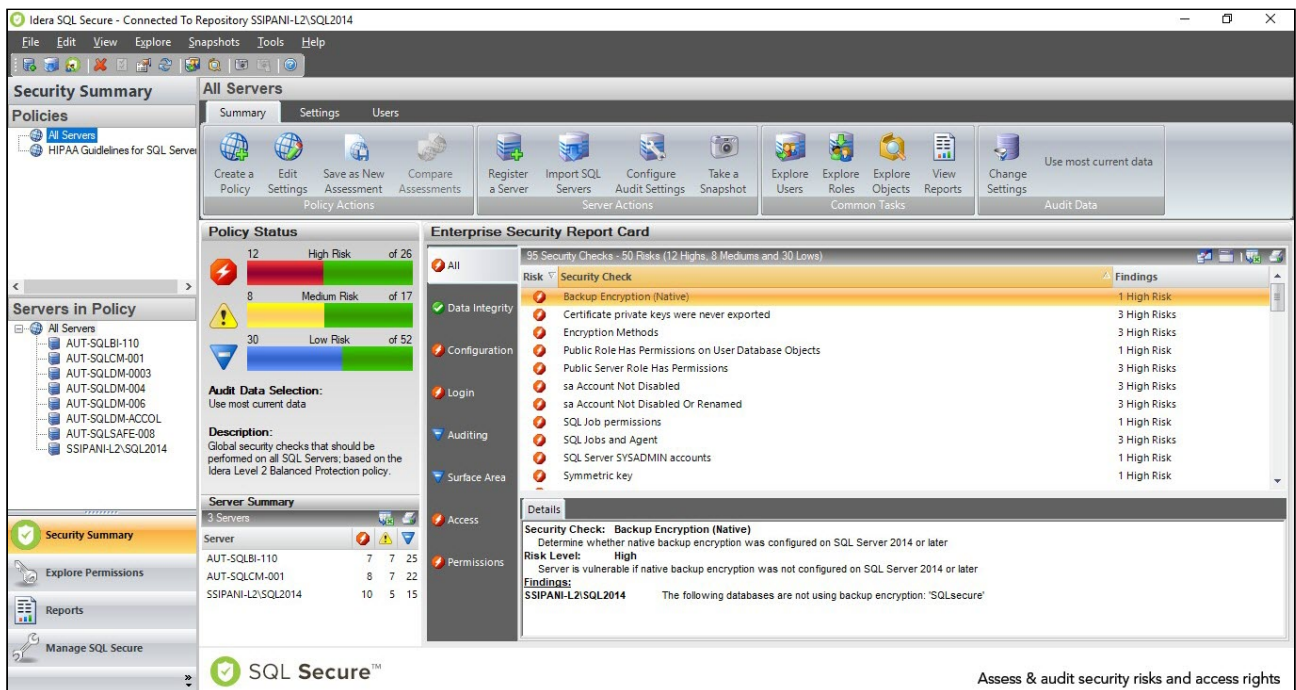 Idera SQL Secure - Connected To Repository SSIPANI-L2\SQL2014
File Edit View Explore Snapshots Tools Help
Security Summary
Policies
All Servers
HIPAA Guidlelines for SQL Server
Servers in Policy
All Servers
AUT-SQLBI-110
AUT-SQLCM-001
AUT-SQLDM-0003
AUT-SQLDM-004
AUT-SQLDM-006
AUT-SQLDM-ACCOL
AUT-SQLSAFE-008
SSIPANI-L2\SQL2014
Security Summary
Explore Permissions
Reports
Manage SQL Secure
All Servers
Summary Settings Users
Create a Policy
Edit Settings
Save as New Assessment
Compare Assessments
Policy Actions
Register a Server
Import SQL Servers
Configure Audit Settings
Take a Snapshot
Server Actions
Explore Users
Explore Roles
Explore Objects
View Reports
Common Tasks
Change Settings
Use most current data
Audit Data
Policy Status
12 High Risk of 26
8 Medium Risk of 17
30 Low Risk of 52
Audit Data Selection:
Use most current data
Description:
Global security checks that should be
performed on all SQL Servers; based on the
Idera Level 2 Balanced Protection policy.
Server Summary
3 Servers
Server
AUT-SQLBI-110 7 7 25
AUT-SQLCM-001 8 7 22
SSIPANI-L2\SQL2014 10 5 15
Enterprise Security Report Card
All
Data Integrity
Configuration
Login
Auditing
Surface Area
Access
Permissions
95 Security Checks - 50 Risks (12 Highs, 8 Mediums and 30 Lows)
Risk Security Check Findings
Backup Encryption (Native) 1 High Risk
Certificate private keys were never exported 3 High Risks
Encryption Methods 3 High Risks
Public Role Has Permissions on User Database Objects 1 High Risk
Public Server Role Has Permissions 3 High Risks
sa Account Not Disabled 3 High Risks
sa Account Not Disabled Or Renamed 3 High Risks
SQL Job permissions 1 High Risk
SQL Jobs and Agent 3 High Risks
SQL Server SYSADMIN accounts 1 High Risk
Symmetric key 1 High Risk
Details
Security Check: Backup Encryption (Native)
Determine whether native backup encryption was configured on SQL Server 2014 or later
Risk Level: High
Server is vulnerable if native backup encryption was not configured on SQL Server 2014 or later
Findings:
SSIPANI-L2\SQL2014 The following databases are not using backup encryption: 'SQLsecure'
SQL Secure™
Assess & audit security risks and access rights